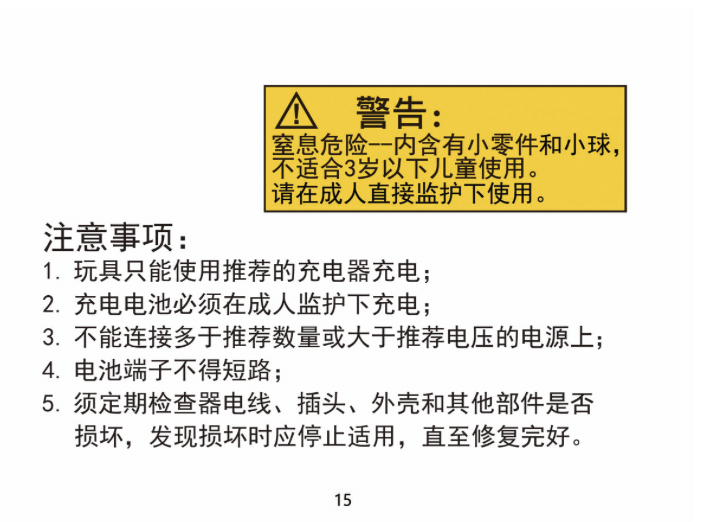 警告：
窒息危险--内含有小零件和小球，
不适合3岁以下儿童使用。
请在成人直接监护下使用。
注意事项：
1. 玩具只能使用推荐的充电器充电；
2. 充电电池必须在成人监护下充电；
3. 不能连接多于推荐数量或大于推荐电压的电源上；
4. 电池端子不得短路；
5. 须定期检查器电线、插头、外壳和其他部件是否
损坏，发现损坏时应停止适用，直至修复完好。
15